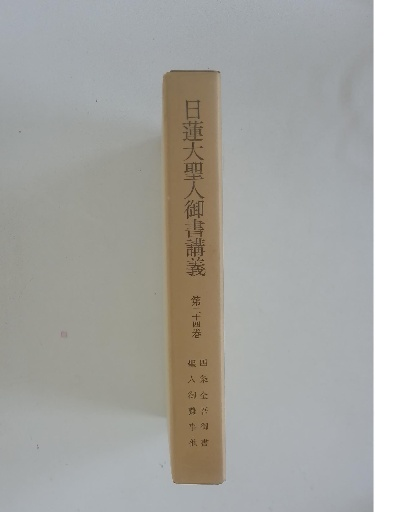 日蓮大聖人御書講義
第二十四巻
四条金吾御書